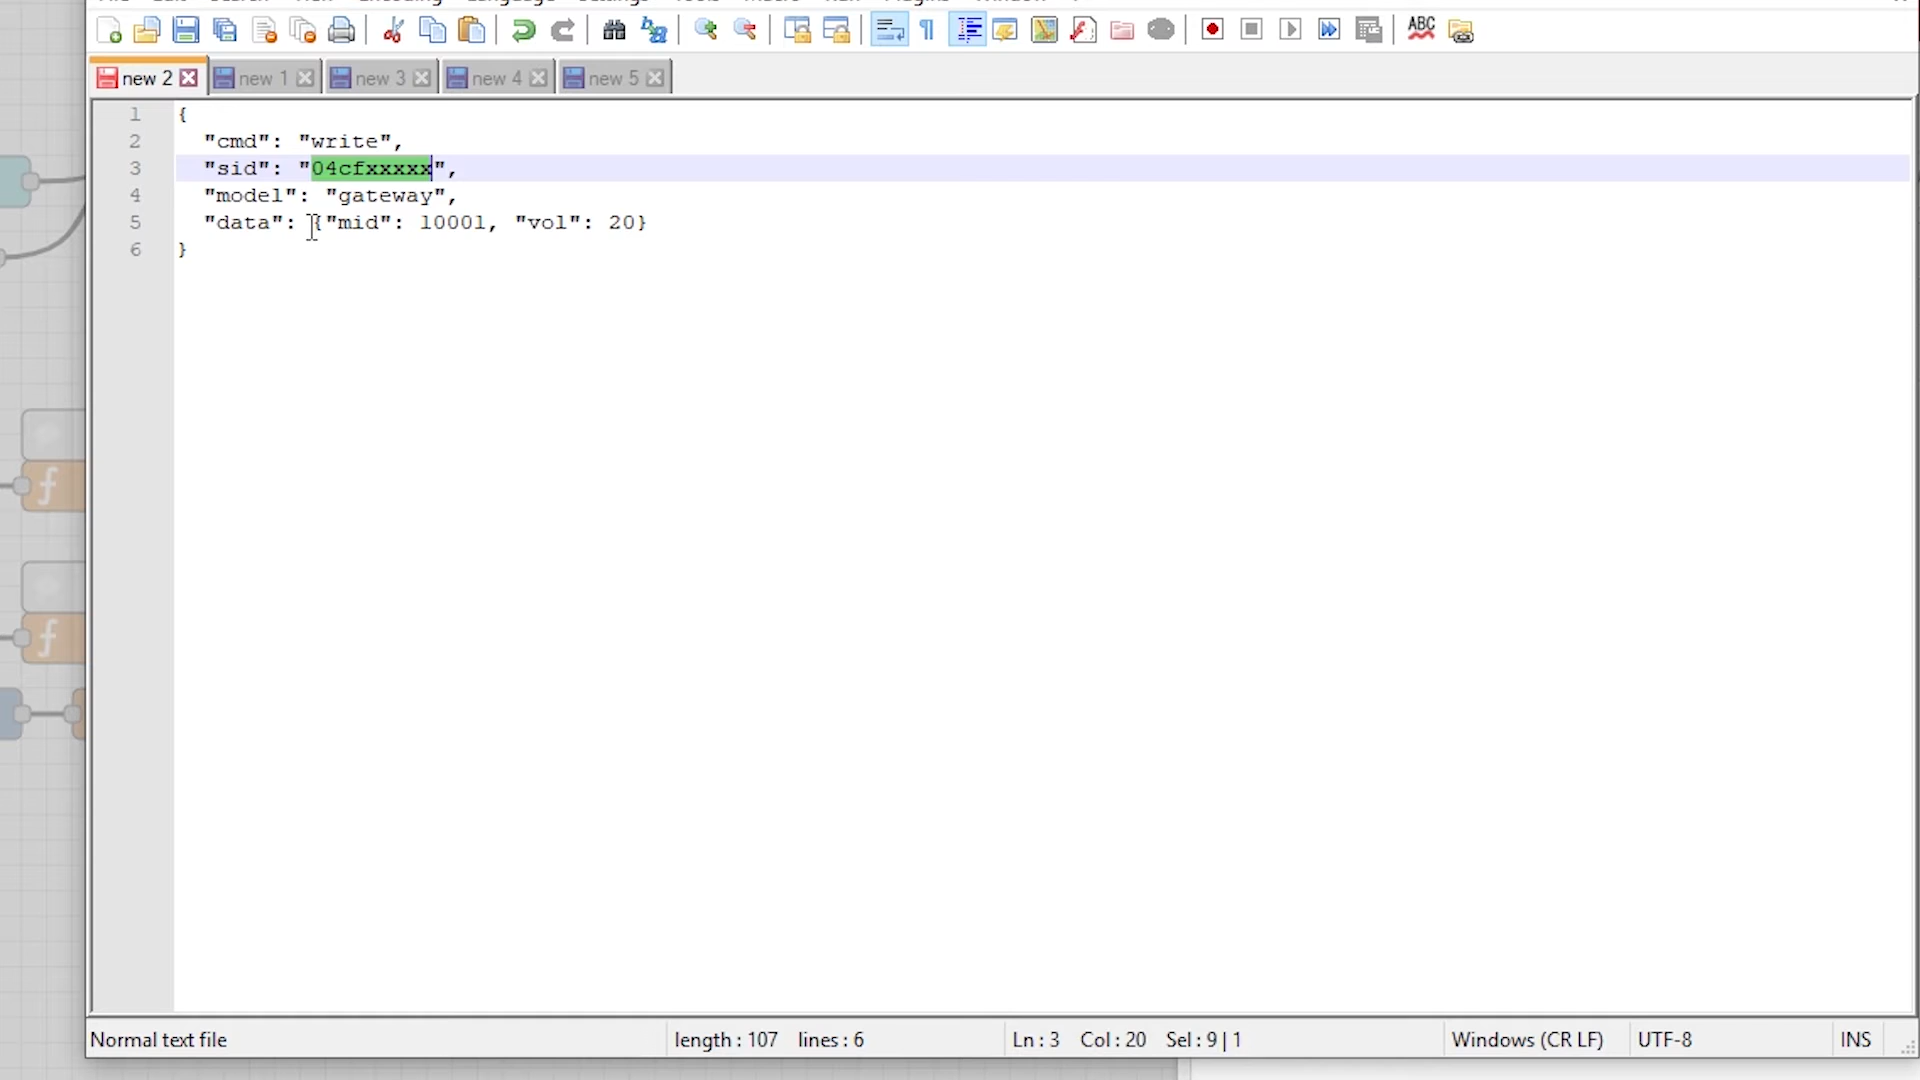 ABC
new 2
new 1
new 3
new 4
new 5
1 {
2 "cmd": "write",
3 "sid": "04cfxxxxx",
4 "model": "gateway",
5 "data": {"mid": 10001, "vol": 20}
6 }
f
f
Normal text file
length : 107 lines : 6
Ln : 3 Col : 20 Sel : 9 | 1
Windows (CR LF)
UTF-8
INS